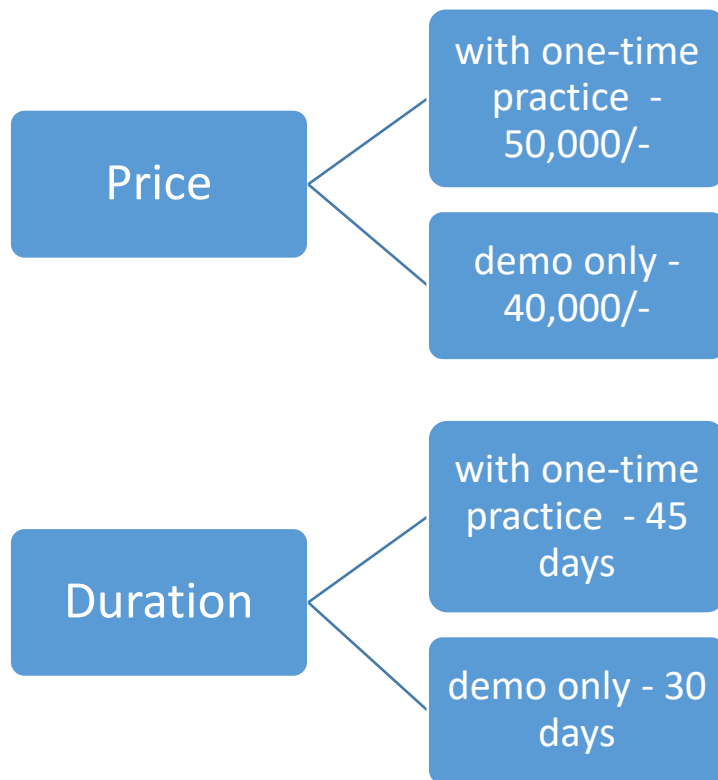 Price
with one-time
practice  -
50,000/-
demo only -
40,000/-
Duration
with one-time
practice  - 45
days
demo only - 30
days